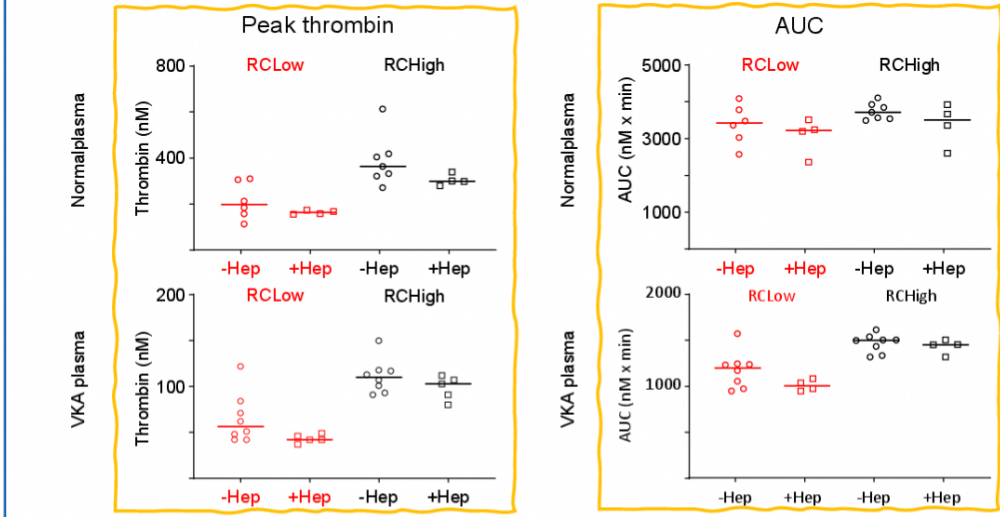 Peak thrombin
Normalplasma
Thrombin (nM)
800
400
RCLow
RCHigh
-Hep
+Hep
-Hep
+Hep
VKA plasma
Thrombin (nM)
200
100
RCLow
RCHigh
-Hep
+Hep
-Hep
+Hep
AUC
Normalplasma
AUC (nM x min)
5000
3000
1000
0
RCLow
RCHigh
-Hep
+Hep
-Hep
+Hep
VKA plasma
AUC (nM x min)
2000
1000
RCLow
RCHigh
-Hep
+Hep
-Hep
+Hep